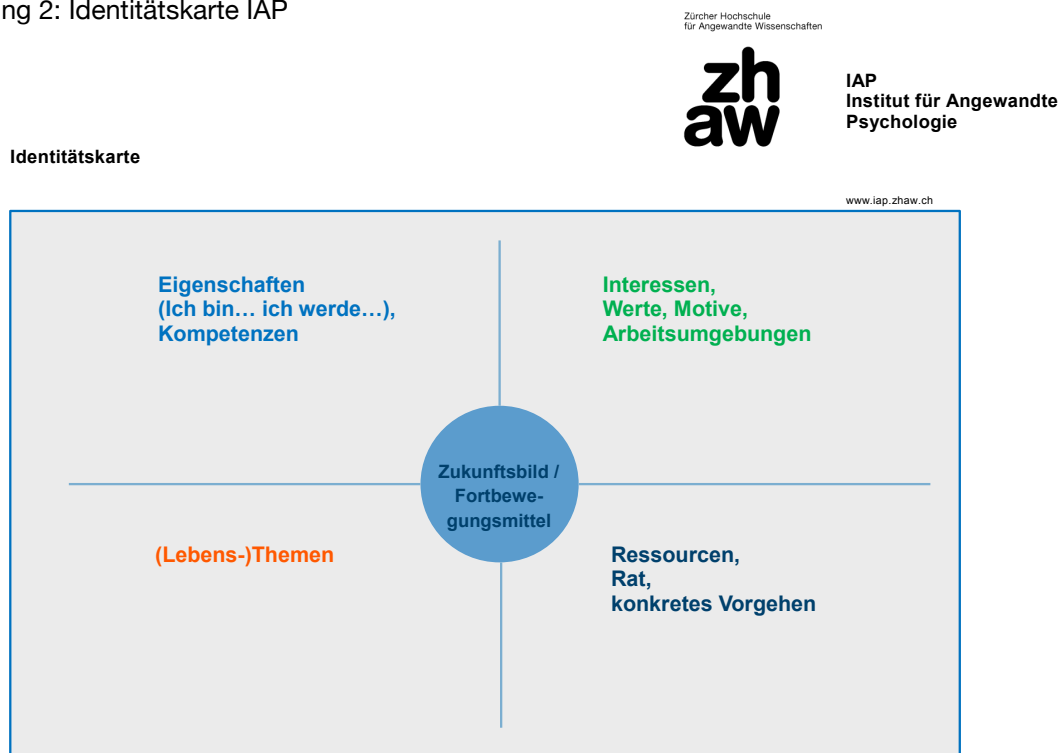 ng 2: Identitätskarte IAP
Zürcher Hochschule
für Angewandte Wissenschaften
zh
aw
IAP
Institut für Angewandte
Psychologie
Identitätskarte
www.iap.zhaw.ch
Eigenschaften
(Ich bin… ich werde…),
Kompetenzen
Interessen,
Werte, Motive,
Arbeitsumgebungen
Zukunftsbild /
Fortbewe-
gungsmittel
(Lebens-)Themen
Ressourcen,
Rat,
konkretes Vorgehen